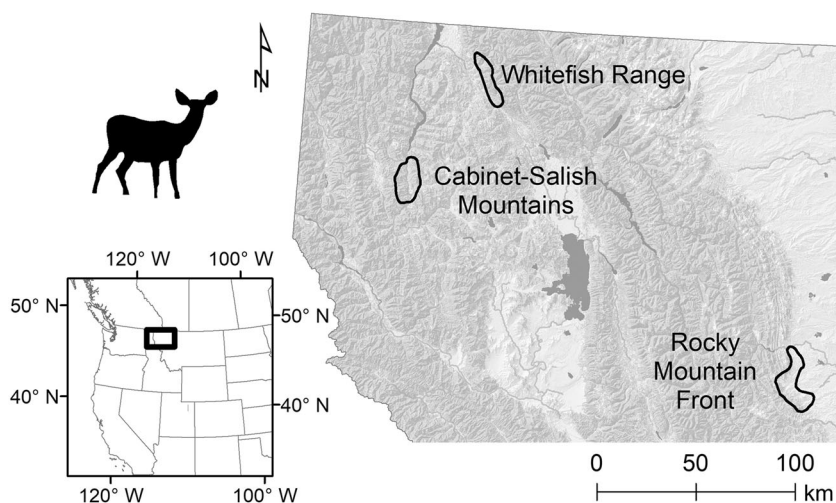 N
Whitefish Range
Cabinet-Salish
Mountains
Rocky
Mountain
Front
120° W 100° W
50° N
50° N
40° N
40° N
120° W 100° W
0 50 100
km